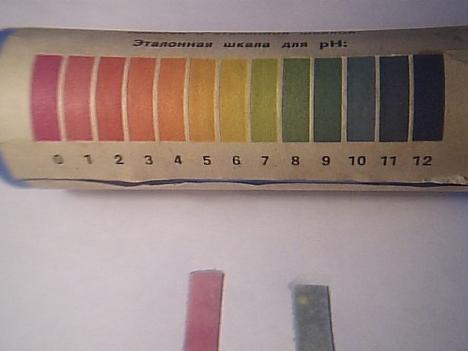 Эталонная шкала для pH:
0 1 2 3 4 5 6 7 8 9 10 11 12